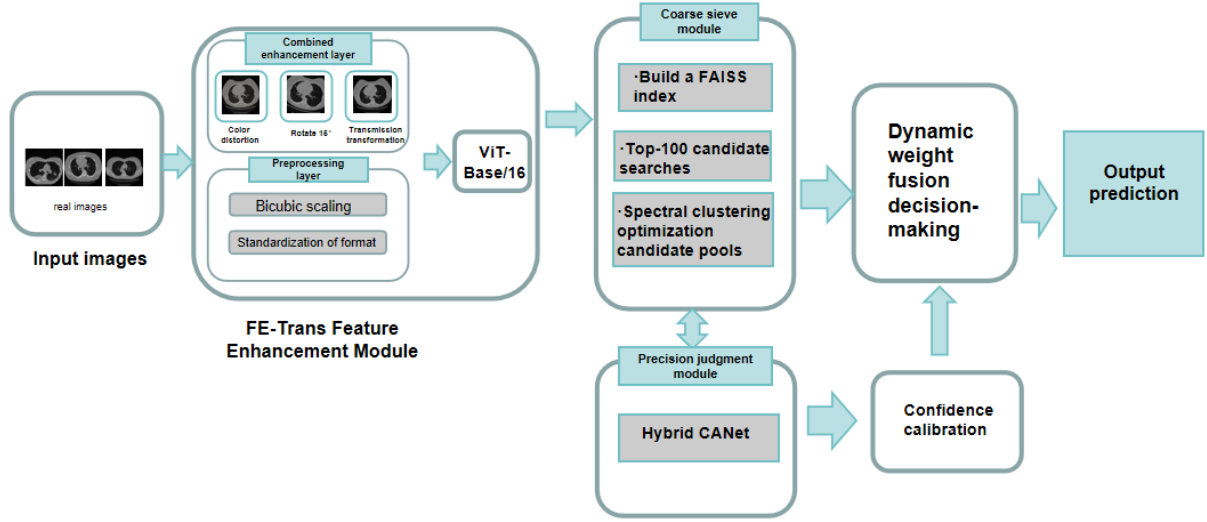 real images
Input images
Combined
enhancement layer
Color
distortion
Rotate 15°
Transmission
transformation
Preprocessing
layer
Bicubic scaling
Standardization of format
ViT-
Base/16
FE-Trans Feature
Enhancement Module
Coarse sieve
module
·Build a FAISS
index
·Top-100 candidate
searches
·Spectral clustering
optimization
candidate pools
Precision judgment
module
Hybrid CANet
Confidence
calibration
Dynamic
weight
fusion
decision-
making
Output
prediction